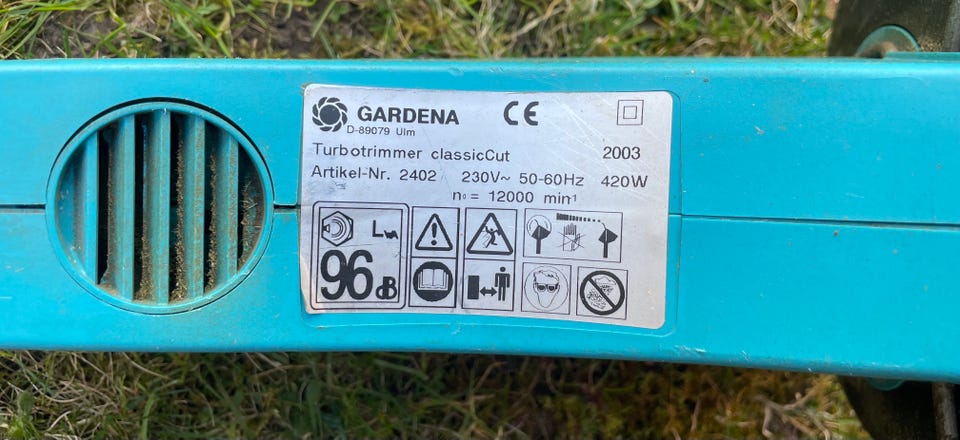 GARDENA CE
D-89079 Ulm
Turbotrimmer classicCut 2003
Artikel-Nr. 2402 230V~ 50-60Hz 420W
n₀ = 12000 min⁻¹
LWA
96 dB